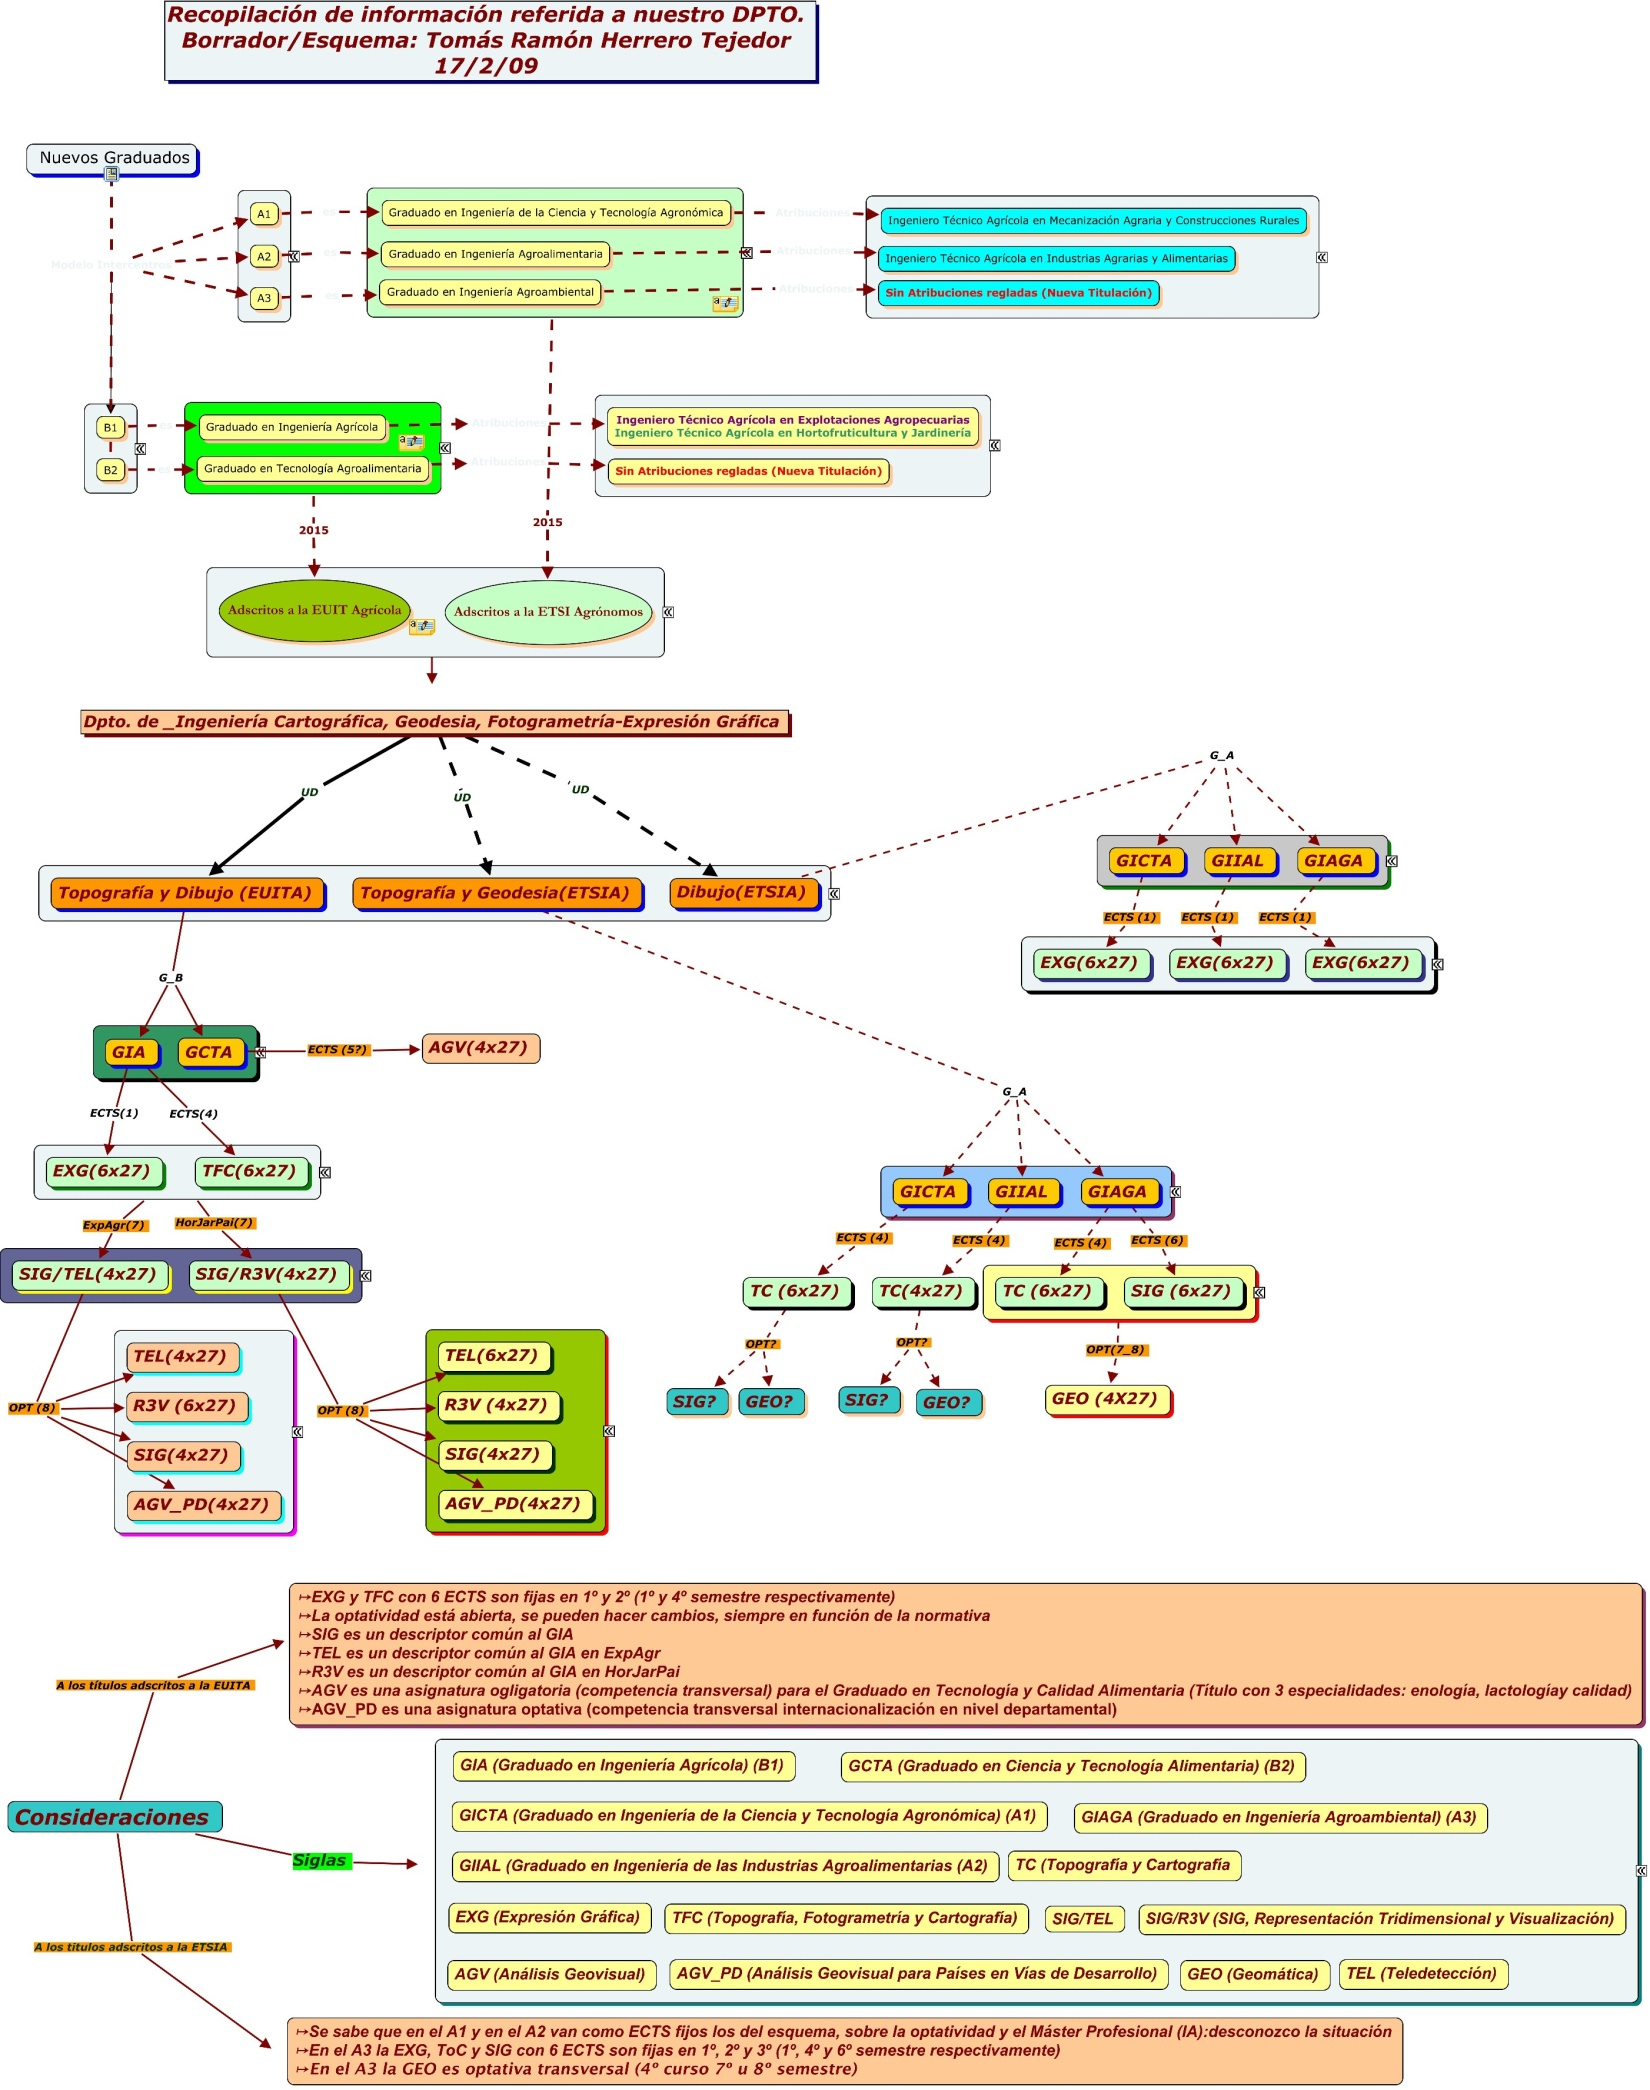 Recopilación de información referida a nuestro DPTO.
Borrador/Esquema: Tomás Ramón Herrero Tejedor
17/2/09
Nuevos Graduados
Modelo Intercentros
A1
es
Graduado en Ingeniería de la Ciencia y Tecnología Agronómica
Atribuciones
Ingeniero Técnico Agrícola en Mecanización Agraria y Construcciones Rurales
A2
es
Graduado en Ingeniería Agroalimentaria
Atribuciones
Ingeniero Técnico Agrícola en Industrias Agrarias y Alimentarias
A3
es
Graduado en Ingeniería Agroambiental
Atribuciones
Sin Atribuciones regladas (Nueva Titulación)
B1
es
Graduado en Ingeniería Agrícola
Atribuciones
Ingeniero Técnico Agrícola en Explotaciones Agropecuarias
Ingeniero Técnico Agrícola en Hortofruticultura y Jardinería
B2
es
Graduado en Tecnología Agroalimentaria
Atribuciones
Sin Atribuciones regladas (Nueva Titulación)
2015
2015
Adscritos a la EUIT Agrícola
Adscritos a la ETSI Agrónomos
Dpto. de _Ingeniería Cartográfica, Geodesia, Fotogrametría-Expresión Gráfica
UD
UD
UD
Topografía y Dibujo (EUITA)
Topografía y Geodesia(ETSIA)
Dibujo(ETSIA)
G_A
GICTA
GIIAL
GIAGA
ECTS (1)
ECTS (1)
ECTS (1)
EXG(6x27)
EXG(6x27)
EXG(6x27)
G_B
GIA
GCTA
ECTS (5?)
AGV(4x27)
ECTS(1)
ECTS(4)
EXG(6x27)
TFC(6x27)
ExpAgr(7)
HorJarPai(7)
SIG/TEL(4x27)
SIG/R3V(4x27)
OPT (8)
TEL(4x27)
R3V (6x27)
SIG(4x27)
AGV_PD(4x27)
OPT (8)
TEL(6x27)
R3V (4x27)
SIG(4x27)
AGV_PD(4x27)
G_A
GICTA
GIIAL
GIAGA
ECTS (4)
ECTS (4)
ECTS (4)
ECTS (6)
TC (6x27)
TC(4x27)
TC (6x27)
SIG (6x27)
OPT?
OPT?
OPT(7_8)
SIG?
GEO?
SIG?
GEO?
GEO (4X27)
Consideraciones
A los títulos adscritos a la EUITA
↦EXG y TFC con 6 ECTS son fijas en 1º y 2º (1º y 4º semestre respectivamente)
↦La optatividad está abierta, se pueden hacer cambios, siempre en función de la normativa
↦SIG es un descriptor común al GIA
↦TEL es un descriptor común al GIA en ExpAgr
↦R3V es un descriptor común al GIA en HorJarPai
↦AGV es una asignatura ogligatoria (competencia transversal) para el Graduado en Tecnología y Calidad Alimentaria (Título con 3 especialidades: enología, lactologíay calidad)
↦AGV_PD es una asignatura optativa (competencia transversal internacionalización en nivel departamental)
Siglas
GIA (Graduado en Ingeniería Agrícola) (B1)
GCTA (Graduado en Ciencia y Tecnología Alimentaria) (B2)
GICTA (Graduado en Ingeniería de la Ciencia y Tecnología Agronómica) (A1)
GIAGA (Graduado en Ingeniería Agroambiental) (A3)
GIIAL (Graduado en Ingeniería de las Industrias Agroalimentarias (A2)
TC (Topografía y Cartografía
EXG (Expresión Gráfica)
TFC (Topografía, Fotogrametría y Cartografía)
SIG/TEL
SIG/R3V (SIG, Representación Tridimensional y Visualización)
AGV (Análisis Geovisual)
AGV_PD (Análisis Geovisual para Países en Vías de Desarrollo)
GEO (Geomática)
TEL (Teledetección)
A los títulos adscritos a la ETSIA
↦Se sabe que en el A1 y en el A2 van como ECTS fijos los del esquema, sobre la optatividad y el Máster Profesional (IA):desconozco la situación
↦En el A3 la EXG, ToC y SIG con 6 ECTS son fijas en 1º, 2º y 3º (1º, 4º y 6º semestre respectivamente)
↦En el A3 la GEO es optativa transversal (4º curso 7º u 8º semestre)